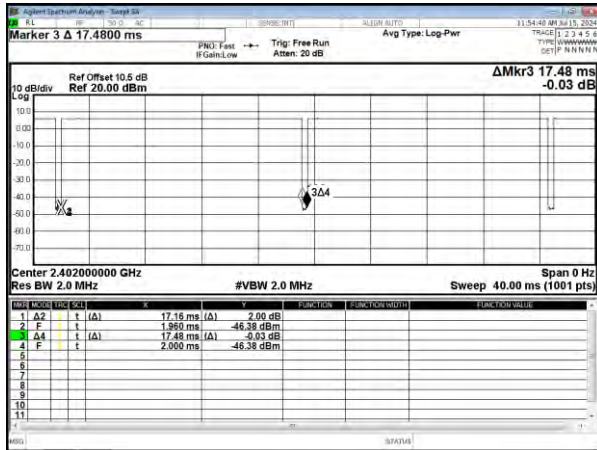 Agilent Spectrum Analyzer - Swept SA
RL RF 50 Ω AC SENSE:INT ALIGN AUTO 11:54:40 AM Jul 15, 2024
Marker 3 Δ 17.4800 ms
Avg Type: Log-Pwr
TRACE 1 2 3 4 5 6
PNO: Fast Trig: Free Run
TYPE WWWWWW
IFGain:Low Atten: 20 dB
DET P N N N N N
ΔMkr3 17.48 ms
-0.03 dB
Ref Offset 10.5 dB
10 dB/div Ref 20.00 dBm
Log
10.0
0.00
-10.0
-20.0
-30.0
-40.0
3Δ4
-50.0
-60.0
-70.0
Center 2.402000000 GHz Span 0 Hz
Res BW 2.0 MHz #VBW 2.0 MHz Sweep 40.00 ms (1001 pts)
MKR MODE TRC SCL X Y FUNCTION FUNCTION WIDTH FUNCTION VALUE
1 Δ2 t (Δ) 17.16 ms (Δ) 2.00 dB
2 F t 1.960 ms -46.38 dBm
3 Δ4 t (Δ) 17.48 ms (Δ) -0.03 dB
4 F t 2.000 ms -46.38 dBm
5
6
7
8
9
10
11
MSG STATUS